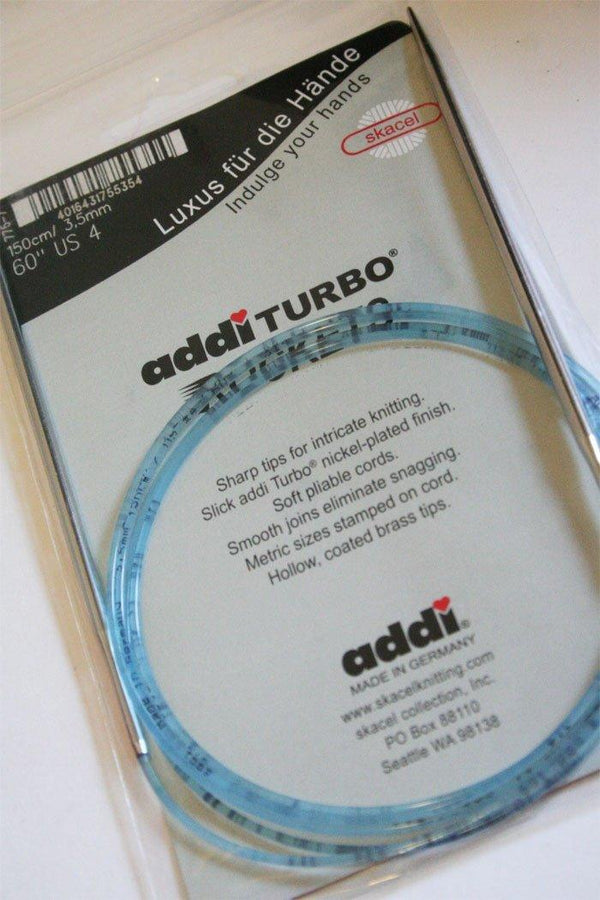 776-7
4016431755354
150cm/ 3,5mm
60" US 4
Luxus für die Hände
Indulge your hands
skacel
addi TURBO®
ROCKETS
Sharp tips for intricate knitting.
Slick addi Turbo® nickel-plated finish.
Soft pliable cords.
Smooth joins eliminate snagging.
Metric sizes stamped on cord.
Hollow, coated brass tips.
addi®
MADE IN GERMANY
www.skacelknitting.com
skacel collection, Inc.
PO Box 88110
Seattle WA 98138